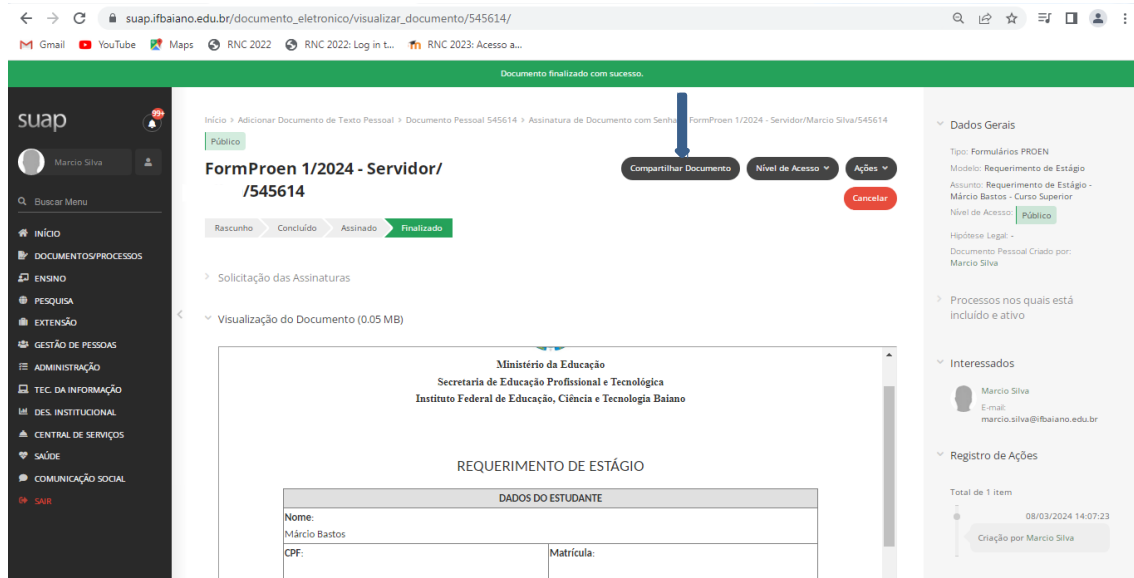 suap.ifbaiano.edu.br/documento_eletronico/visualizar_documento/545614/
Gmail YouTube Maps RNC 2022 RNC 2022: Log in t... RNC 2023: Acesso a...
Documento finalizado com sucesso.
suap
99+
Marcio Silva
Buscar Menu
INÍCIO
DOCUMENTOS/PROCESSOS
ENSINO
PESQUISA
EXTENSÃO
GESTÃO DE PESSOAS
ADMINISTRAÇÃO
TEC. DA INFORMAÇÃO
DES. INSTITUCIONAL
CENTRAL DE SERVIÇOS
SAÚDE
COMUNICAÇÃO SOCIAL
SAIR
Início > Adicionar Documento de Texto Pessoal > Documento Pessoal 545614 > Assinatura de Documento com Senha > FormProen 1/2024 - Servidor/Marcio Silva/545614
Público
FormProen 1/2024 - Servidor/
/545614
Compartilhar Documento
Nível de Acesso
Ações
Cancelar
Rascunho Concluído Assinado Finalizado
Solicitação das Assinaturas
Visualização do Documento (0.05 MB)
Ministério da Educação
Secretaria de Educação Profissional e Tecnológica
Instituto Federal de Educação, Ciência e Tecnologia Baiano
REQUERIMENTO DE ESTÁGIO
DADOS DO ESTUDANTE
Nome:
Márcio Bastos
CPF: Matrícula:
Dados Gerais
Tipo: Formulários PROEN
Modelo: Requerimento de Estágio
Assunto: Requerimento de Estágio -
Márcio Bastos - Curso Superior
Nível de Acesso: Público
Hipótese Legal: -
Documento Pessoal Criado por:
Marcio Silva
Processos nos quais está
incluído e ativo
Interessados
Marcio Silva
E-mail:
marcio.silva@ifbaiano.edu.br
Registro de Ações
Total de 1 item
08/03/2024 14:07:23
Criação por Marcio Silva